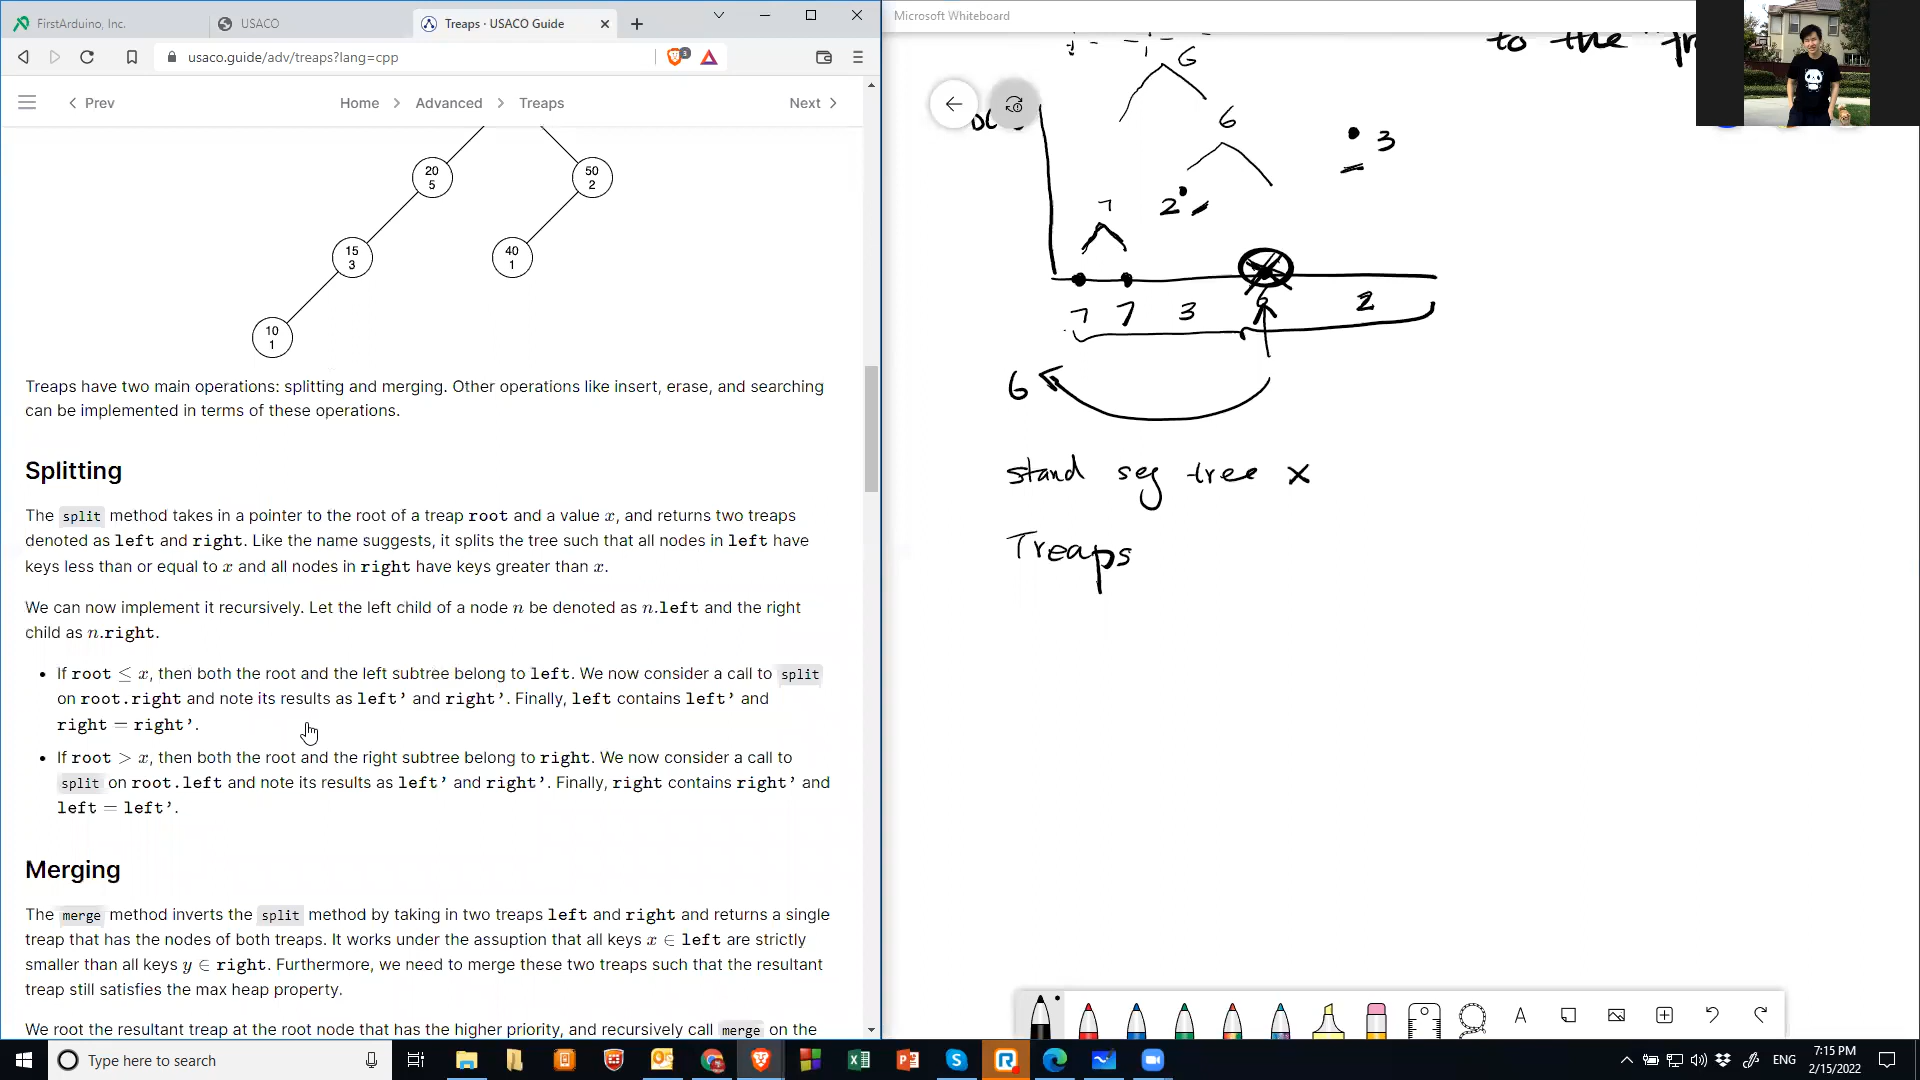 FirstArduino, Inc.
USACO
Treaps · USACO Guide
Microsoft Whiteboard
usaco.guide/adv/treaps?lang=cpp
Prev
Home
Advanced
Treaps
Next
20
5
50
2
15
3
40
1
10
1
Treaps have two main operations: splitting and merging. Other operations like insert, erase, and searching
can be implemented in terms of these operations.
Splitting
The split method takes in a pointer to the root of a treap root and a value x, and returns two treaps
denoted as left and right. Like the name suggests, it splits the tree such that all nodes in left have
keys less than or equal to x and all nodes in right have keys greater than x.
We can now implement it recursively. Let the left child of a node n be denoted as n.left and the right
child as n.right.
• If root ≤ x, then both the root and the left subtree belong to left. We now consider a call to split
on root.right and note its results as left’ and right’. Finally, left contains left’ and
right = right’.
• If root > x, then both the root and the right subtree belong to right. We now consider a call to
split on root.left and note its results as left’ and right’. Finally, right contains right’ and
left = left’.
Merging
The merge method inverts the split method by taking in two treaps left and right and returns a single
treap that has the nodes of both treaps. It works under the assumption that all keys x ∈ left are strictly
smaller than all keys y ∈ right. Furthermore, we need to merge these two treaps such that the resultant
treap still satisfies the max heap property.
We root the resultant treap at the root node that has the higher priority, and recursively call merge on the
to the
6
6
3
7
2
7 7 3 6 2
6
stand seg tree x
Treaps
Type here to search
ENG
7:15 PM
2/15/2022